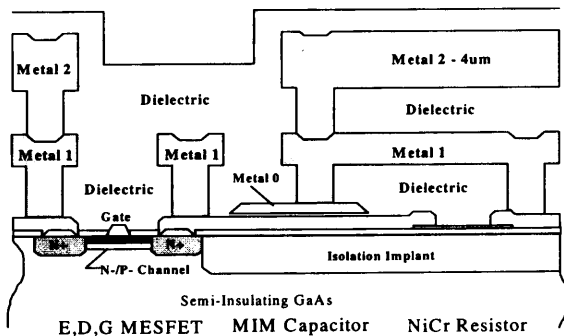 Metal 2
Metal 2 - 4um
Dielectric
Dielectric
Metal 1
Metal 1
Metal 1
Metal 0
Dielectric
Dielectric
Gate
N+
N+
Isolation Implant
N-/P- Channel
Semi-Insulating GaAs
E,D,G MESFET
MIM Capacitor
NiCr Resistor